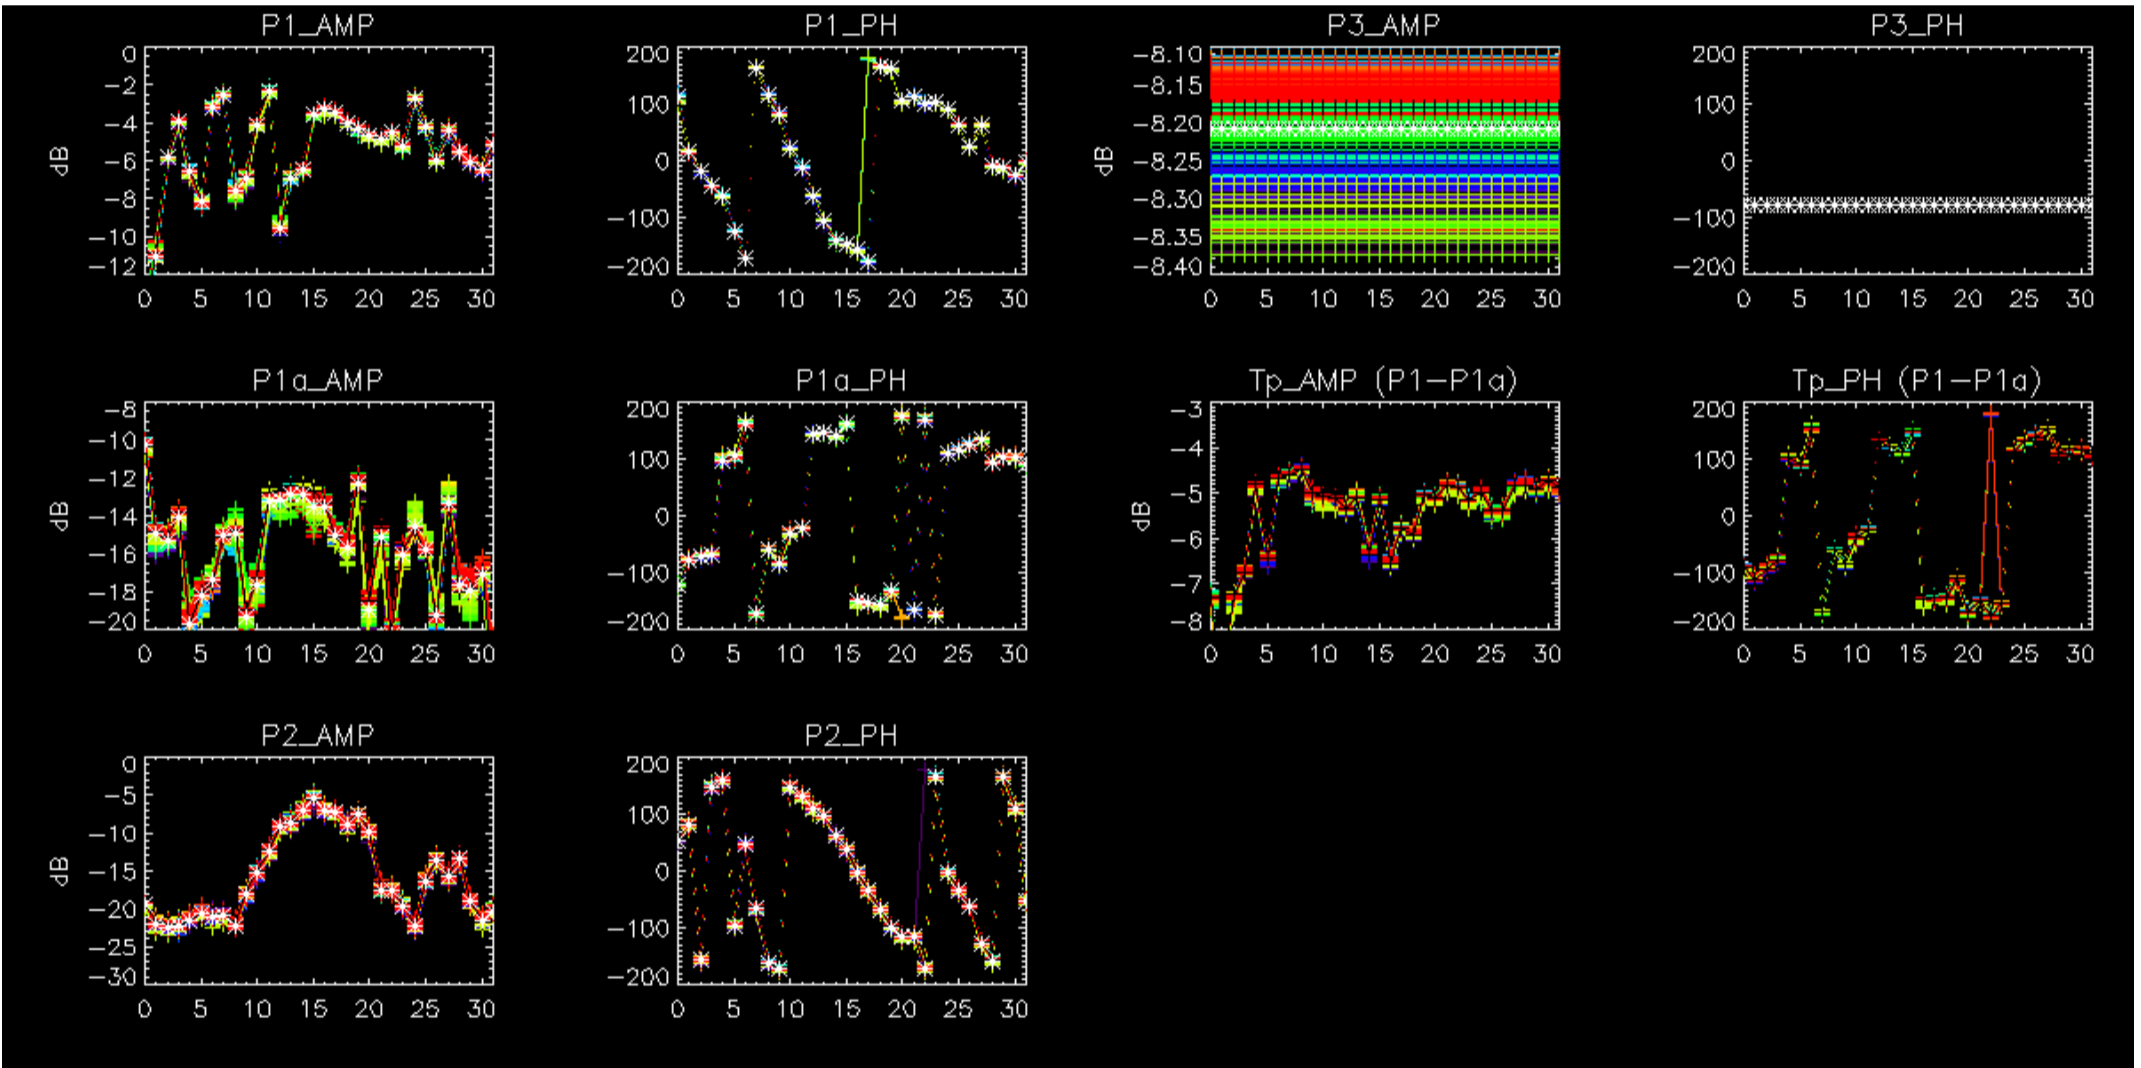 P1_AMP
P1_PH
P3_AMP
P3_PH
0
−2
−4
−6
−8
−10
−12
dB
0 5 10 15 20 25 30
200
100
0
−100
−200
0 5 10 15 20 25 30
−8.10
−8.15
−8.20
−8.25
−8.30
−8.35
−8.40
dB
0 5 10 15 20 25 30
200
100
0
−100
−200
0 5 10 15 20 25 30
P1a_AMP
P1a_PH
Tp_AMP (P1−P1a)
Tp_PH (P1−P1a)
−8
−10
−12
−14
−16
−18
−20
dB
0 5 10 15 20 25 30
200
100
0
−100
−200
0 5 10 15 20 25 30
−3
−4
−5
−6
−7
−8
dB
0 5 10 15 20 25 30
200
100
0
−100
−200
0 5 10 15 20 25 30
P2_AMP
P2_PH
0
−5
−10
−15
−20
−25
−30
dB
0 5 10 15 20 25 30
200
100
0
−100
−200
0 5 10 15 20 25 30